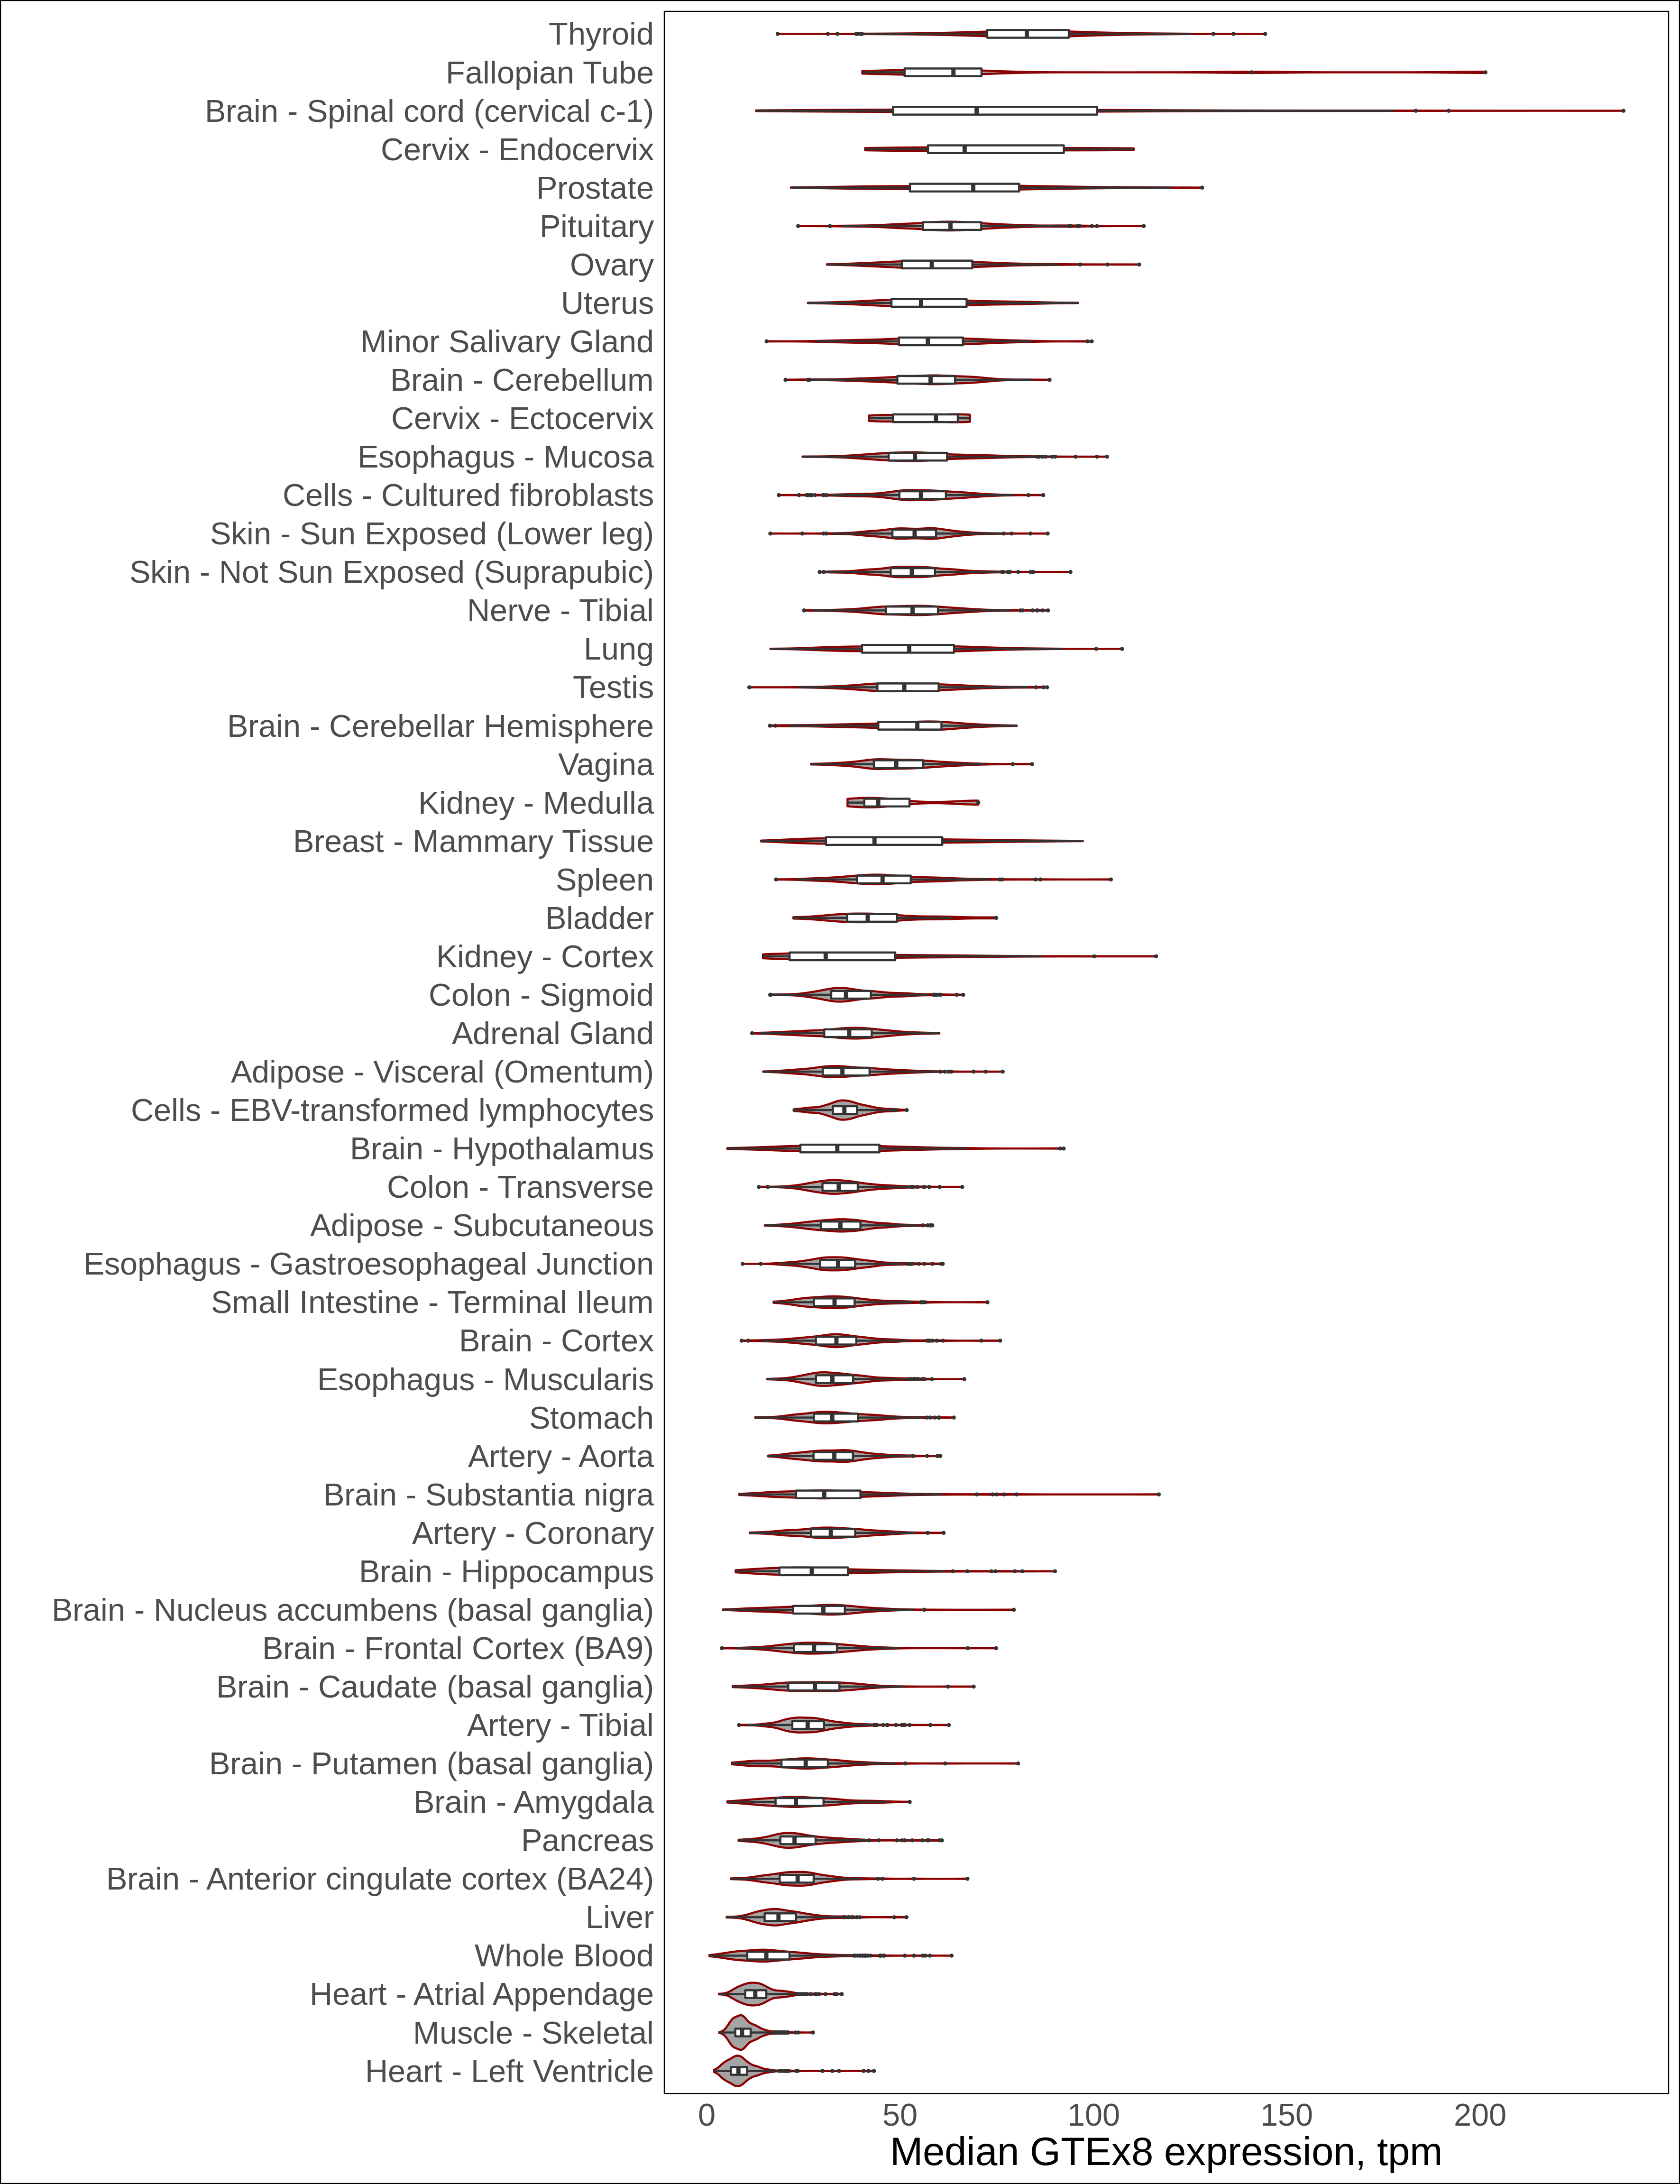 Thyroid
Fallopian Tube
Brain - Spinal cord (cervical c-1)
Cervix - Endocervix
Prostate
Pituitary
Ovary
Uterus
Minor Salivary Gland
Brain - Cerebellum
Cervix - Ectocervix
Esophagus - Mucosa
Cells - Cultured fibroblasts
Skin - Sun Exposed (Lower leg)
Skin - Not Sun Exposed (Suprapubic)
Nerve - Tibial
Lung
Testis
Brain - Cerebellar Hemisphere
Vagina
Kidney - Medulla
Breast - Mammary Tissue
Spleen
Bladder
Kidney - Cortex
Colon - Sigmoid
Adrenal Gland
Adipose - Visceral (Omentum)
Cells - EBV-transformed lymphocytes
Brain - Hypothalamus
Colon - Transverse
Adipose - Subcutaneous
Esophagus - Gastroesophageal Junction
Small Intestine - Terminal Ileum
Brain - Cortex
Esophagus - Muscularis
Stomach
Artery - Aorta
Brain - Substantia nigra
Artery - Coronary
Brain - Hippocampus
Brain - Nucleus accumbens (basal ganglia)
Brain - Frontal Cortex (BA9)
Brain - Caudate (basal ganglia)
Artery - Tibial
Brain - Putamen (basal ganglia)
Brain - Amygdala
Pancreas
Brain - Anterior cingulate cortex (BA24)
Liver
Whole Blood
Heart - Atrial Appendage
Muscle - Skeletal
Heart - Left Ventricle
0 50 100 150 200
Median GTEx8 expression, tpm